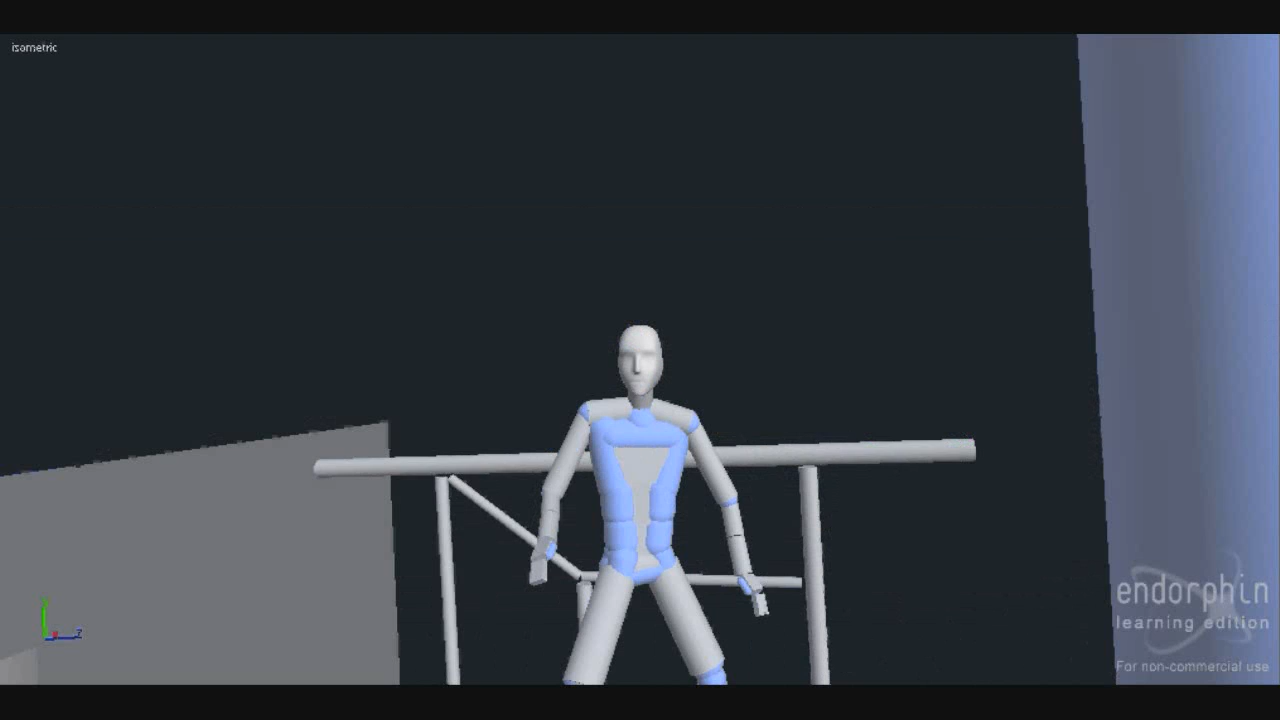 isometric
endorphin
learning edition
For non-commercial use